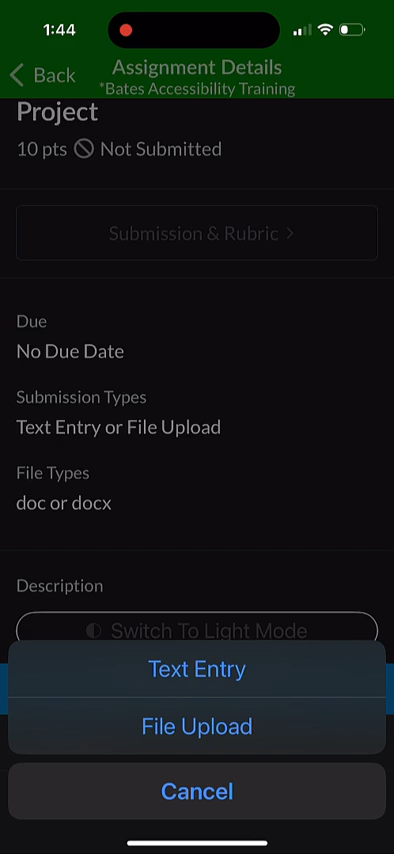 1:44
Back
Assignment Details
*Bates Accessibility Training
Project
10 pts Not Submitted
Submission & Rubric >
Due
No Due Date
Submission Types
Text Entry or File Upload
File Types
doc or docx
Description
Switch To Light Mode
Text Entry
File Upload
Cancel